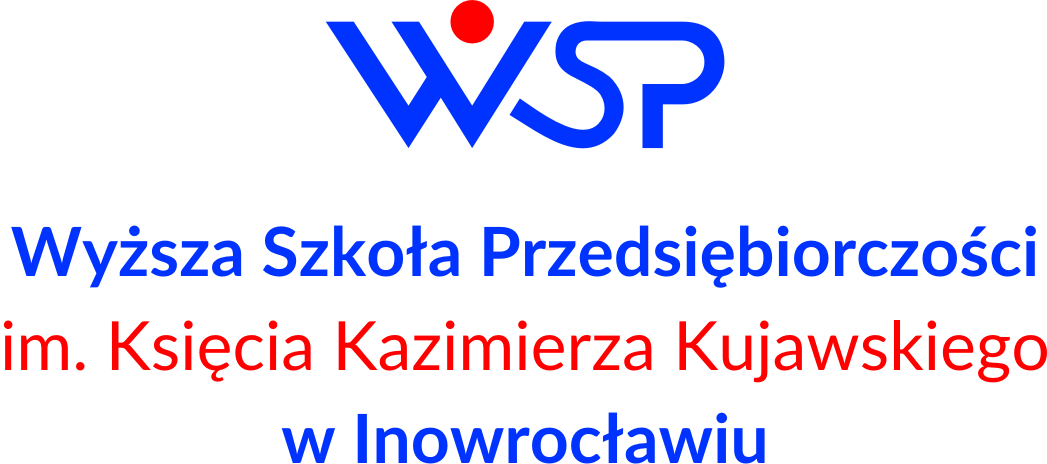 WSP
Wyższa Szkoła Przedsiębiorczości
im. Księcia Kazimierza Kujawskiego
w Inowrocławiu